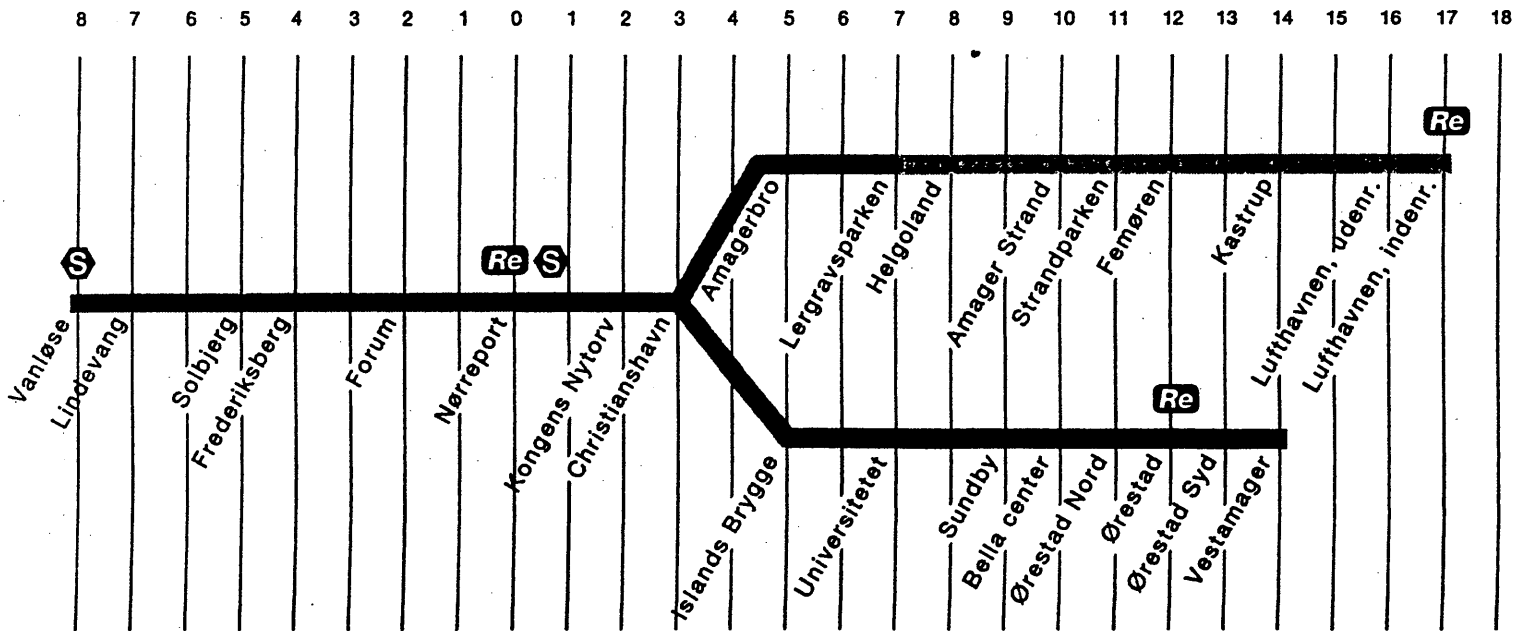 8 7 6 5 4 3 2 1 0 1 2 3 4 5 6 7 8 9 10 11 12 13 14 15 16 17 18
Re
Amagerbro
Lergravsparken
Helgoland
Amager Strand
Strandparken
Femøren
Kastrup
Lufthavnen, udenr.
Lufthavnen, indenr.
S
Re S
Vanløse
Lindevang
Solbjerg
Frederiksberg
Forum
Nørreport
Kongens Nytorv
Christianshavn
Re
Islands Brygge
Universitetet
Sundby
Bella center
Ørestad Nord
Ørestad
Ørestad Syd
Vestamager